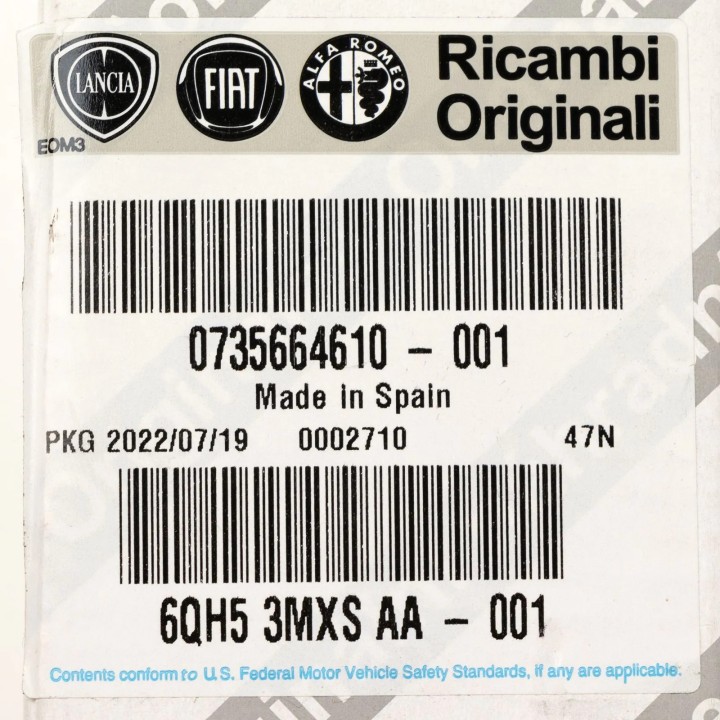 LANCIA
FIAT
ALFA ROMEO
Ricambi
Originali
EOM3
0735664610 - 001
Made in Spain
PKG 2022/07/19 0002710 47N
6QH5 3MXS AA - 001
Contents conform to U.S. Federal Motor Vehicle Safety Standards, if any are applicable.